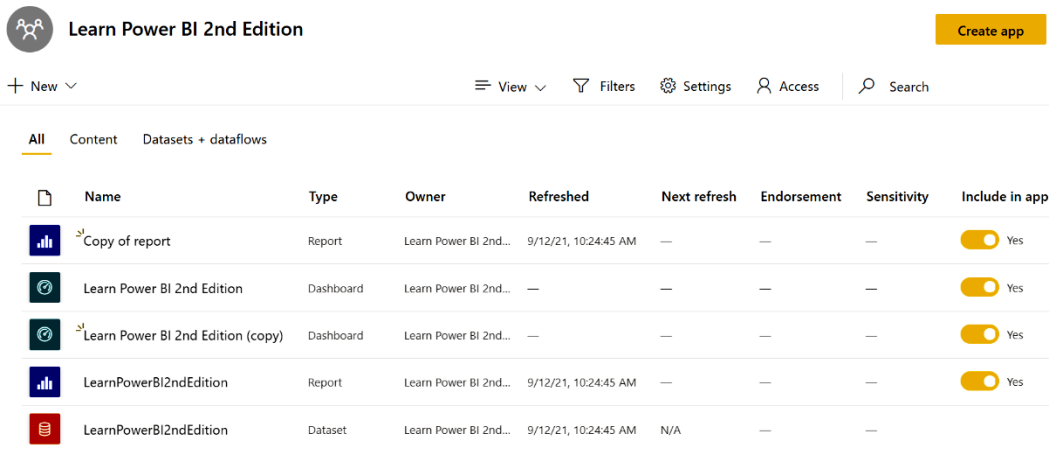 Learn Power BI 2nd Edition Create app
New View Filters Settings Access Search
All Content Datasets + dataflows
Name Type Owner Refreshed Next refresh Endorsement Sensitivity Include in app
Copy of report Report Learn Power BI 2nd... 9/12/21, 10:24:45 AM — — — Yes
Learn Power BI 2nd Edition Dashboard Learn Power BI 2nd... — — — — Yes
Learn Power BI 2nd Edition (copy) Dashboard Learn Power BI 2nd... — — — — Yes
LearnPowerBI2ndEdition Report Learn Power BI 2nd... 9/12/21, 10:24:45 AM — — — Yes
LearnPowerBI2ndEdition Dataset Learn Power BI 2nd... 9/12/21, 10:24:45 AM N/A — —